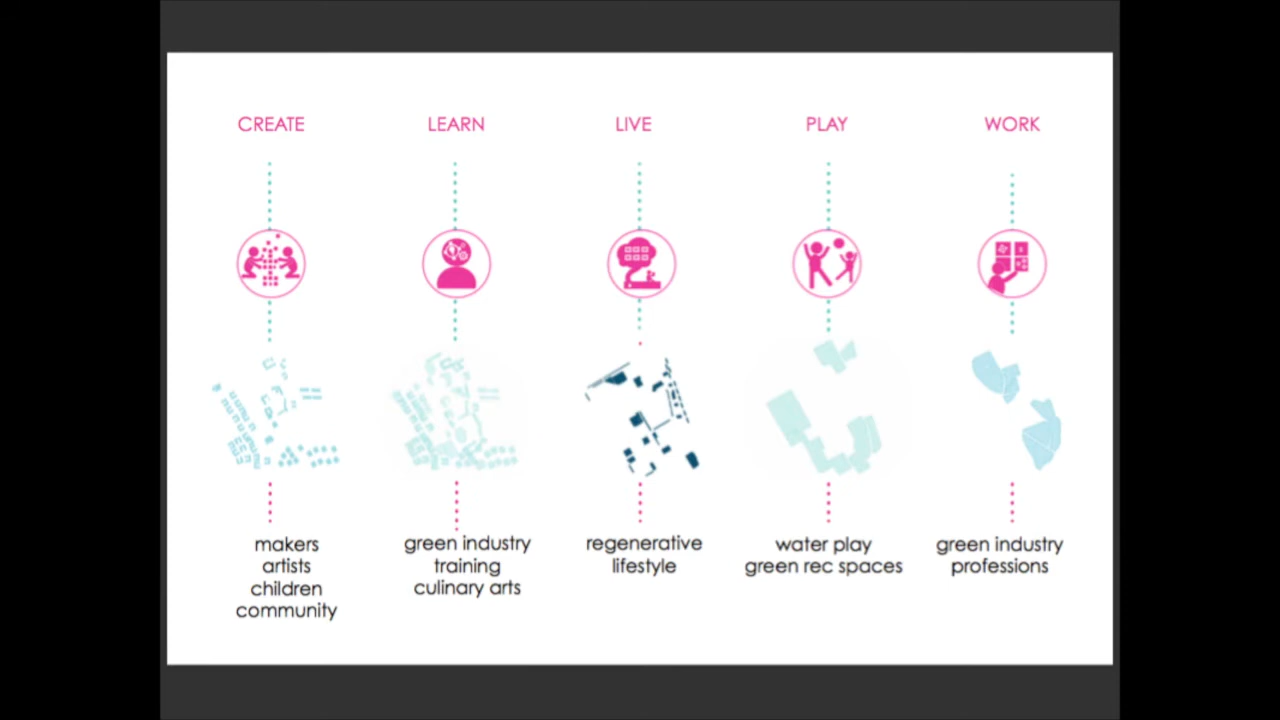 CREATE
LEARN
LIVE
PLAY
WORK
makers
artists
children
community
green industry
training
culinary arts
regenerative
lifestyle
water play
green rec spaces
green industry
professions